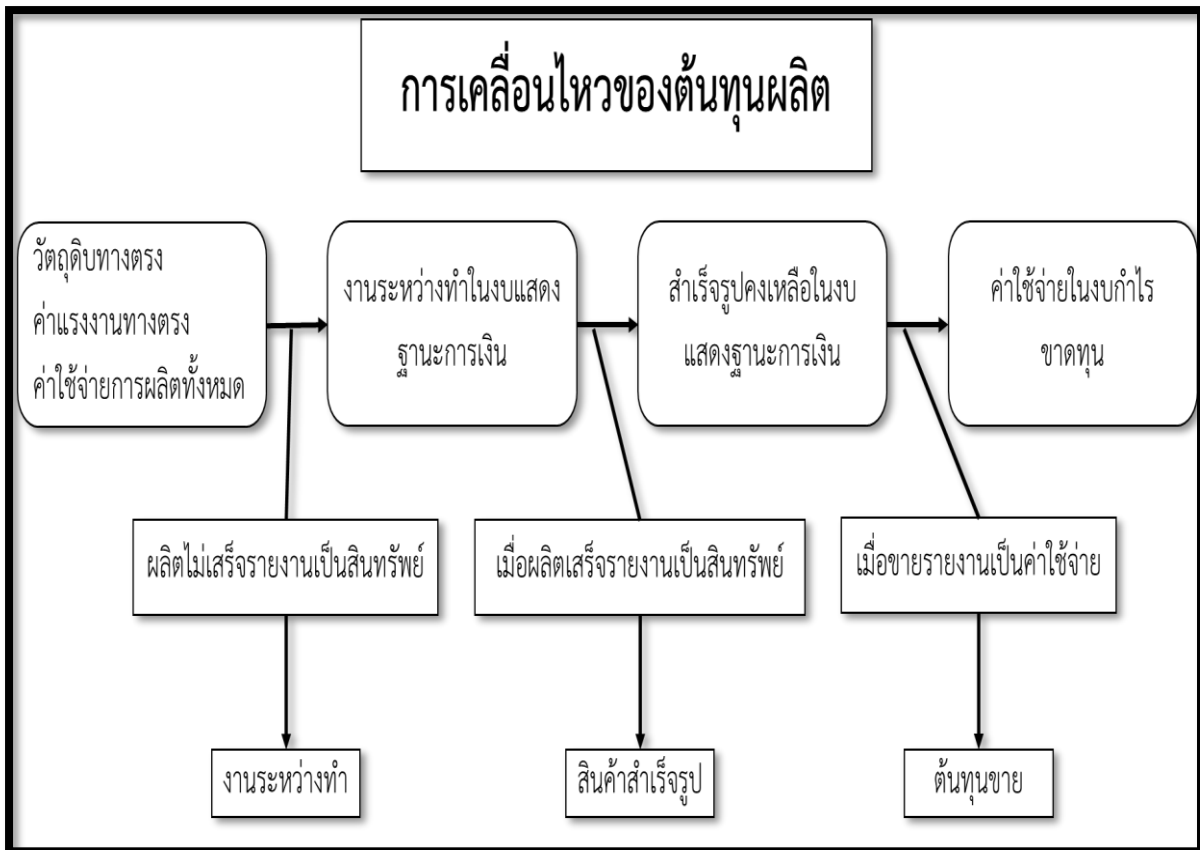 การเคลื่อนไหวของต้นทุนผลิต
วัตถุดิบทางตรง
ค่าแรงงานทางตรง
ค่าใช้จ่ายการผลิตทั้งหมด
งานระหว่างทำในงบแสดง
ฐานะการเงิน
สำเร็จรูปคงเหลือในงบ
แสดงฐานะการเงิน
ค่าใช้จ่ายในงบกำไร
ขาดทุน
ผลิตไม่เสร็จรายงานเป็นสินทรัพย์
เมื่อผลิตเสร็จรายงานเป็นสินทรัพย์
เมื่อขายรายงานเป็นค่าใช้จ่าย
งานระหว่างทำ
สินค้าสำเร็จรูป
ต้นทุนขาย